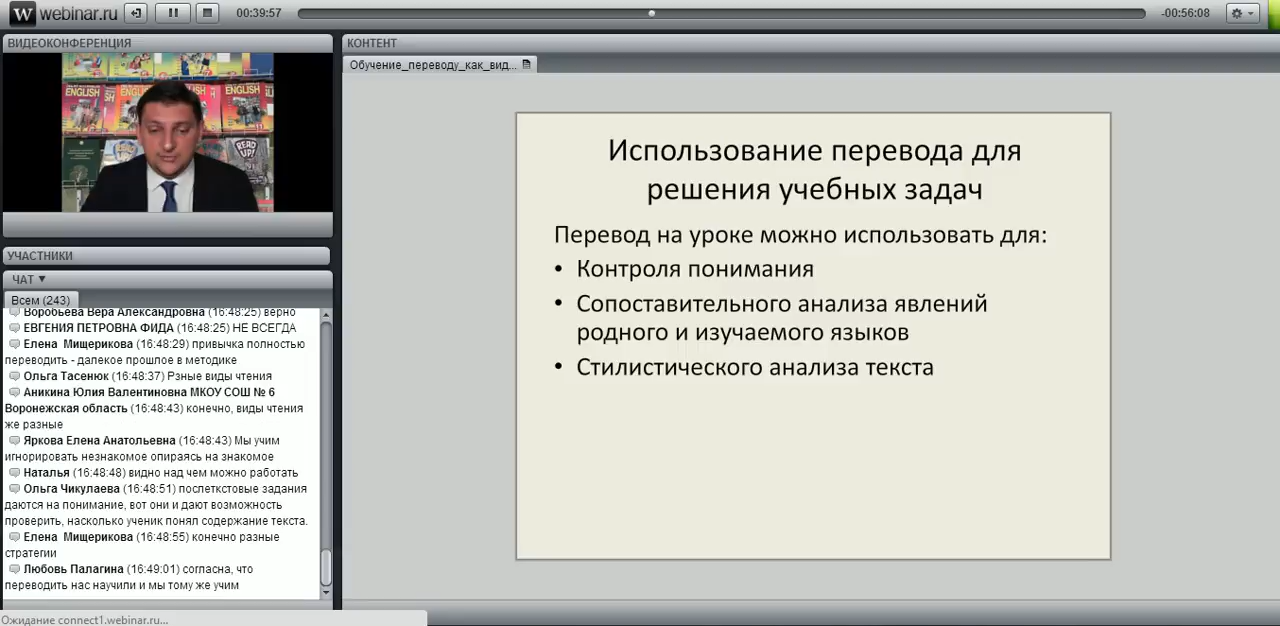 W webinar.ru 00:39:57 -00:56:08
ВИДЕОКОНФЕРЕНЦИЯ
ENGLISH ENGLISH ENGLISH
READ UP!
УЧАСТНИКИ
ЧАТ ▼
Всем (243)
Воробьева Вера Александровна (16:48:25) верно
ЕВГЕНИЯ ПЕТРОВНА ФИДА (16:48:25) НЕ ВСЕГДА
Елена Мищерикова (16:48:29) привычка полностью
переводить - далекое прошлое в методике
Ольга Тасенюк (16:48:37) Рзные виды чтения
Аникина Юлия Валентиновна МКОУ СОШ № 6
Воронежская область (16:48:43) конечно, виды чтения
же разные
Яркова Елена Анатольевна (16:48:43) Мы учим
игнорировать незнакомое опираясь на знакомое
Наталья (16:48:48) видно над чем можно работать
Ольга Чикулаева (16:48:51) послеткстовые задания
даются на понимание, вот они и дают возможность
проверить, насколько ученик понял содержание текста.
Елена Мищерикова (16:48:55) конечно разные
стратегии
Любовь Палагина (16:49:01) согласна, что
переводить нас научили и мы тому же учим
Ожидание connect1.webinar.ru...
КОНТЕНТ
Обучение_переводу_как_вид...
Использование перевода для
решения учебных задач
Перевод на уроке можно использовать для:
• Контроля понимания
• Сопоставительного анализа явлений
родного и изучаемого языков
• Стилистического анализа текста